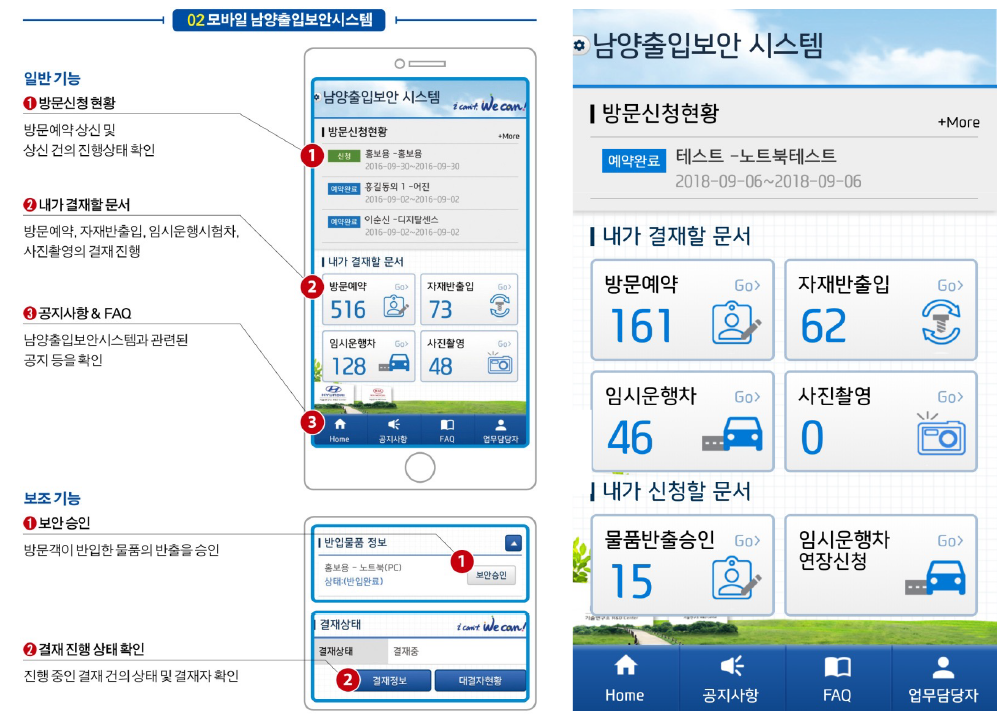 02 모바일 남양출입보안시스템
일반 기능
1 방문신청 현황
방문예약 상신 및
상신 건의 진행상태 확인
2 내가 결재할 문서
방문예약, 자재반출입, 임시운행시험차,
사진촬영의 결재 진행
3 공지사항 & FAQ
남양출입보안시스템과 관련된
공지 등을 확인
보조 기능
1 보안 승인
방문객이 반입한 물품의 반출을 승인
2 결재 진행 상태 확인
진행 중인 결재 건의 상태 및 결재자 확인
남양출입보안 시스템
i can't We can!
방문신청현황
+More
1
신청 홍보용 -홍보용
2016-09-30~2016-09-30
예약완료 홍길동외 1 -어진
2016-09-02~2016-09-02
예약완료 이순신 -디지탈센스
2016-09-02~2016-09-02
내가 결재할 문서
2
방문예약 Go>
516
자재반출입 Go>
73
임시운행차 Go>
128
사진촬영 Go>
48
HYUNDAI
KIA
3
Home 공지사항 FAQ 업무담당자
반입물품 정보
1
홍보용 - 노트북(PC)
상태:(반입완료)
보안승인
결재상태
i can't We can!
결재상태 결재중
2
결재정보 대결자현황
남양출입보안 시스템
방문신청현황
+More
예약완료 테스트 -노트북테스트
2018-09-06~2018-09-06
내가 결재할 문서
방문예약 Go>
161
자재반출입 Go>
62
임시운행차 Go>
46
사진촬영 Go>
0
내가 신청할 문서
물품반출승인 Go>
15
임시운행차 Go>
연장신청
기술연구소 R&D Center
Home 공지사항 FAQ 업무담당자